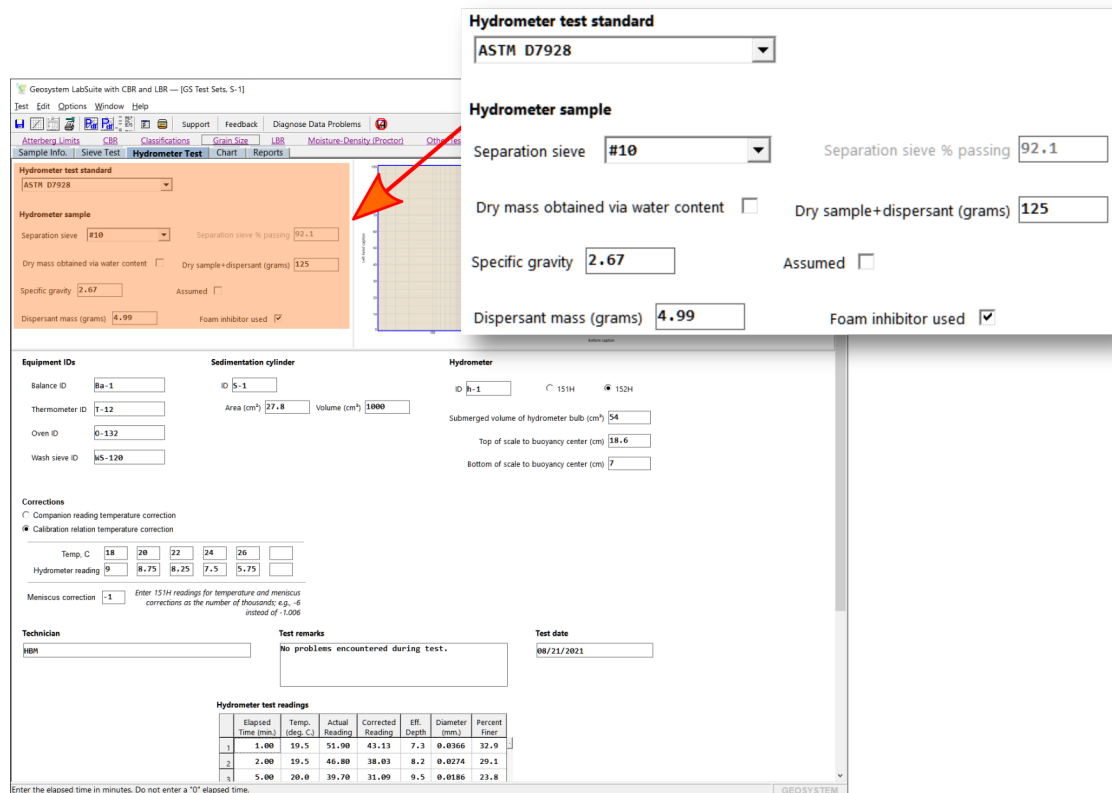 Hydrometer test standard
ASTM D7928
Hydrometer sample
Separation sieve #10 Separation sieve % passing 92.1
Dry mass obtained via water content Dry sample+dispersant (grams) 125
Specific gravity 2.67 Assumed
Dispersant mass (grams) 4.99 Foam inhibitor used
Geosystem LabSuite with CBR and LBR — [GS Test Sets, S-1]
Test Edit Options Window Help
Support Feedback Diagnose Data Problems
Atterberg Limits CBR Classifications Grain Size LBR Moisture-Density (Proctor)
Sample Info. Sieve Test Hydrometer Test Chart Reports
Hydrometer test standard
ASTM D7928
Hydrometer sample
Separation sieve #10 Separation sieve % passing 92.1
Dry mass obtained via water content Dry sample+dispersant (grams) 125
Specific gravity 2.67 Assumed
Dispersant mass (grams) 4.99 Foam inhibitor used
Equipment IDs Sedimentation cylinder Hydrometer
Balance ID Ba-1 ID S-1 ID h-1 151H 152H
Thermometer ID T-12 Area (cm²) 27.8 Volume (cm³) 1000 Submerged volume of hydrometer bulb (cm³) 54
Oven ID O-132 Top of scale to buoyancy center (cm) 18.6
Wash sieve ID WS-120 Bottom of scale to buoyancy center (cm) 7
Corrections
Companion reading temperature correction
Calibration relation temperature correction
Temp, C 18 20 22 24 26
Hydrometer reading 9 8.75 8.25 7.5 5.75
Meniscus correction -1 Enter 151H readings for temperature and meniscus
corrections as the number of thousands; e.g., -6
instead of -1.006
Technician Test remarks Test date
HBM No problems encountered during test. 08/21/2021
Hydrometer test readings
Elapsed Temp. Actual Corrected Eff. Diameter Percent
Time (min.) (deg. C.) Reading Reading Depth (mm.) Finer
1 1.00 19.5 51.90 43.13 7.3 0.0366 32.9
2 2.00 19.5 46.80 38.03 8.2 0.0274 29.1
3 5.00 20.0 39.70 31.09 9.5 0.0186 23.8
Enter the elapsed time in minutes. Do not enter a "0" elapsed time. GEOSYSTEM